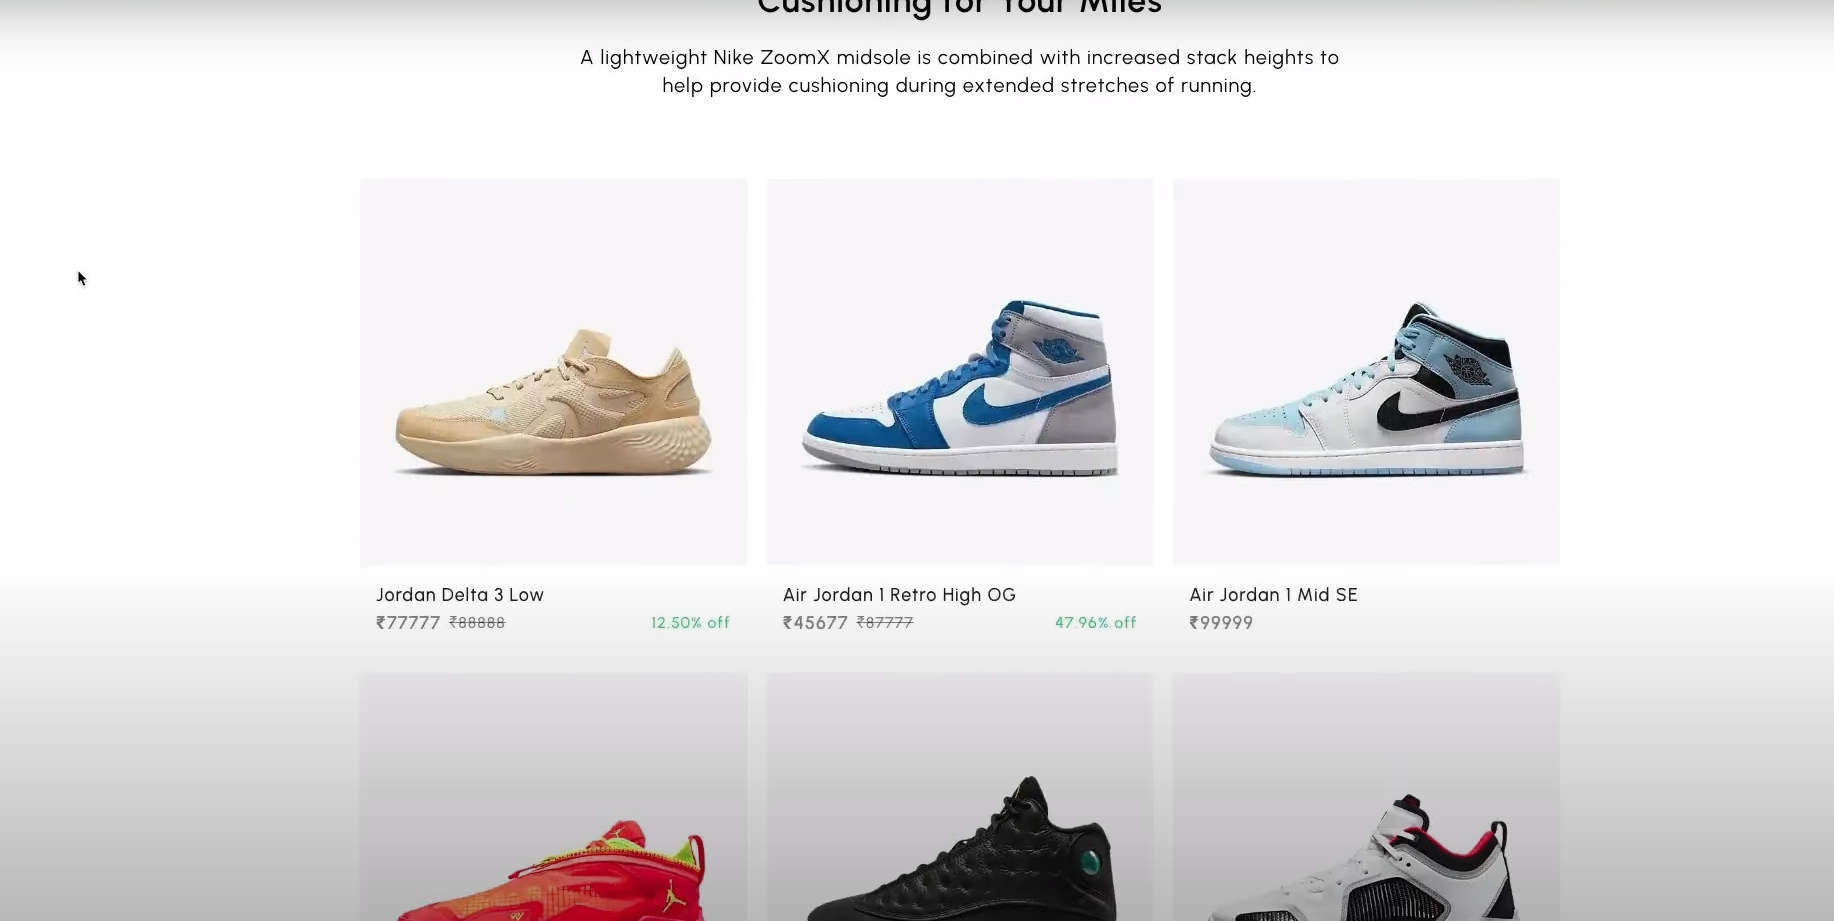 Cushioning for Your Miles
A lightweight Nike ZoomX midsole is combined with increased stack heights to
help provide cushioning during extended stretches of running.
Jordan Delta 3 Low
₹77777 ₹88888 12.50% off
Air Jordan 1 Retro High OG
₹45677 ₹87777 47.96% off
Air Jordan 1 Mid SE
₹99999